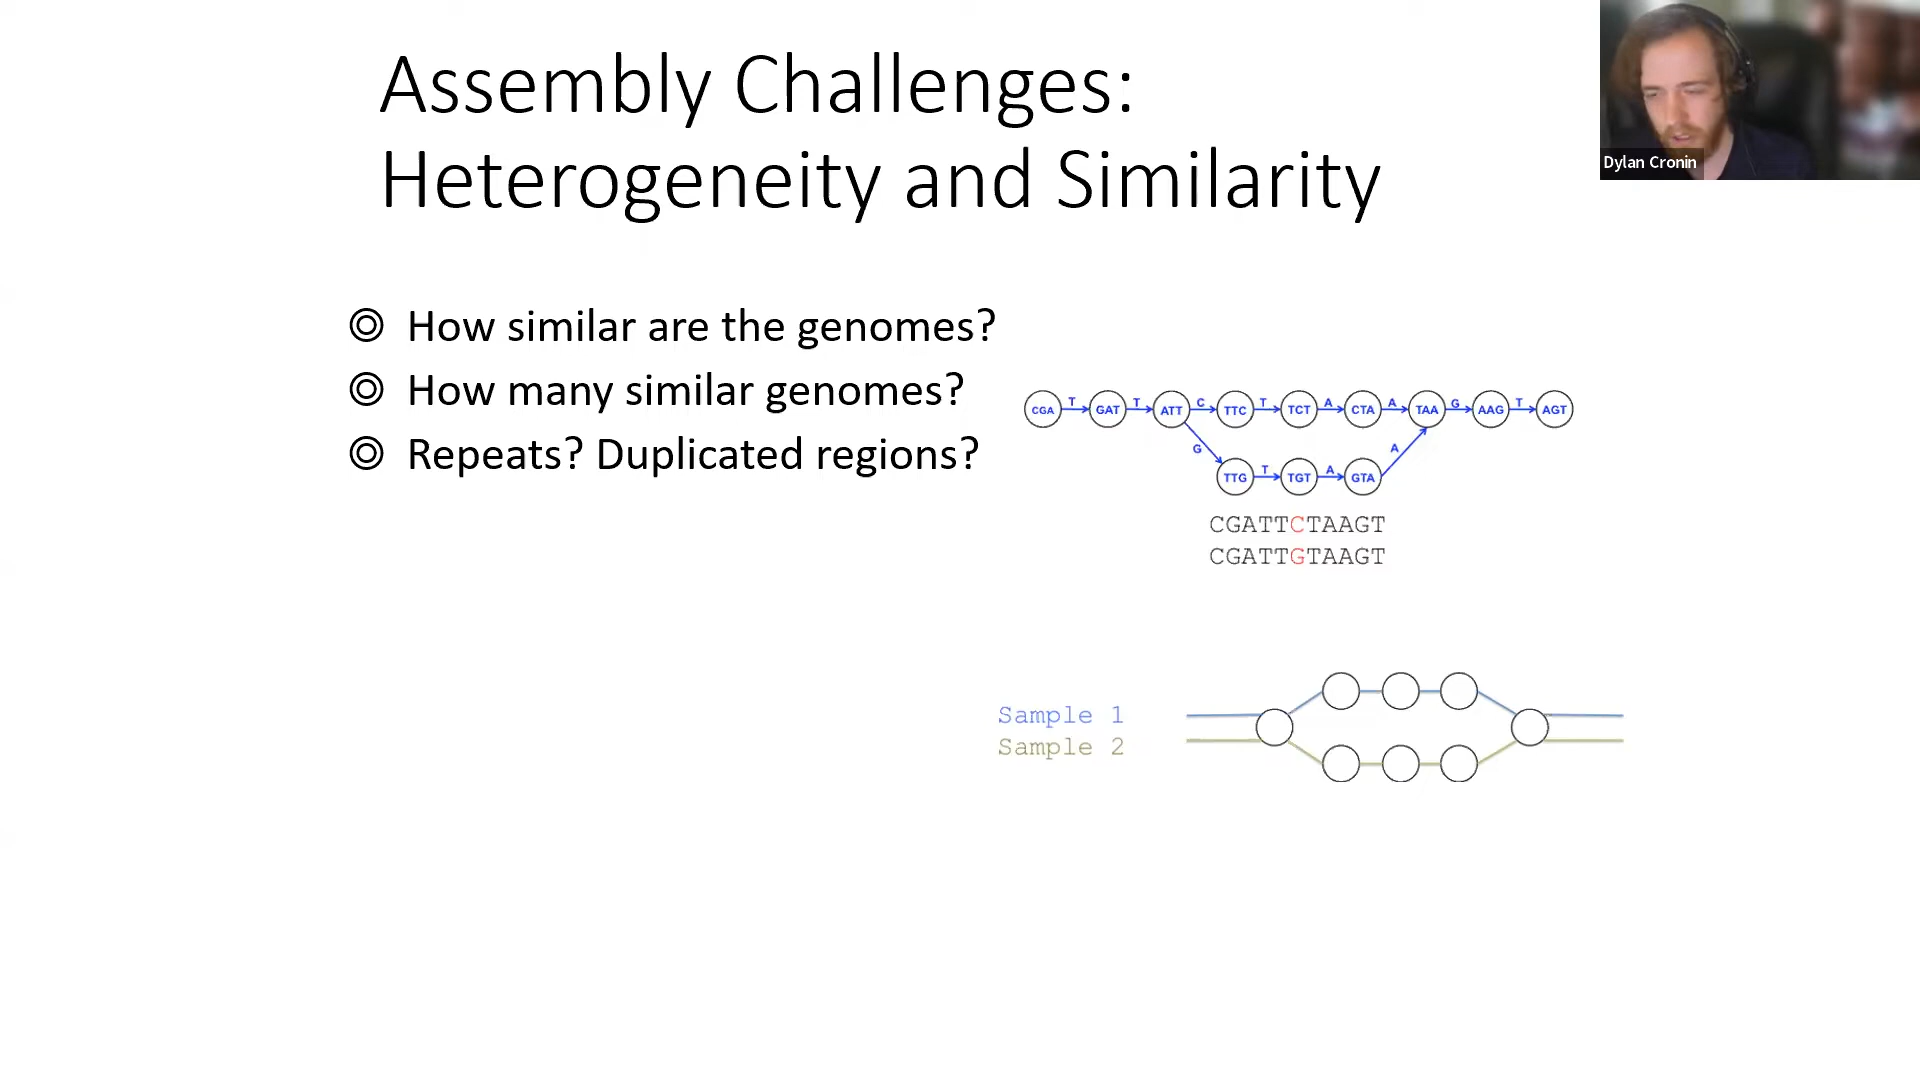 Assembly Challenges:
Heterogeneity and Similarity
Dylan Cronin
How similar are the genomes?
How many similar genomes?
Repeats? Duplicated regions?
T T C T A A G T
CGA GAT ATT TTC TCT CTA TAA AAG AGT
G A
T A
TTG TGT GTA
CGATTCTAAGT
CGATTGTAAGT
Sample 1
Sample 2